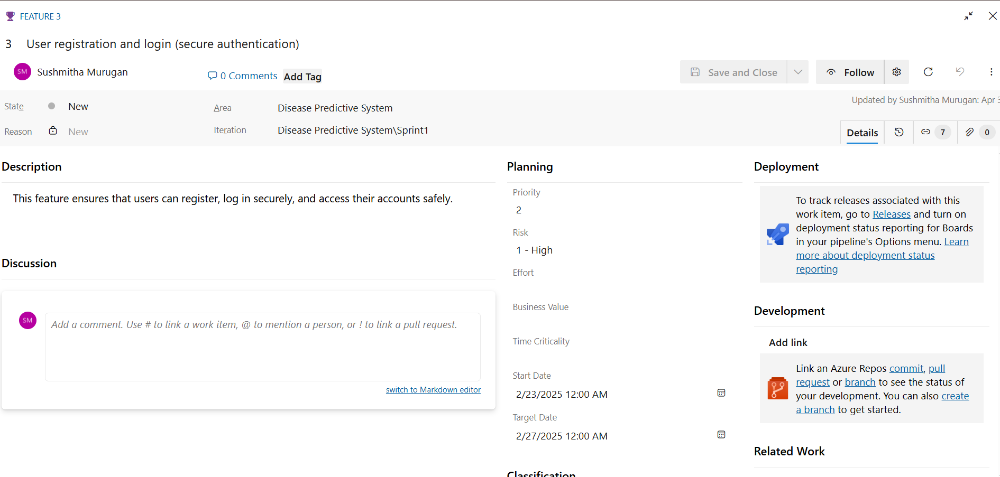 FEATURE 3
3 User registration and login (secure authentication)
SM Sushmitha Murugan
0 Comments
Add Tag
Save and Close
Follow
State New
Area Disease Predictive System
Updated by Sushmitha Murugan: Apr 3
Reason New
Iteration Disease Predictive System\Sprint1
Details
7
0
Description
This feature ensures that users can register, log in securely, and access their accounts safely.
Discussion
SM
Add a comment. Use # to link a work item, @ to mention a person, or ! to link a pull request.
switch to Markdown editor
Planning
Priority
2
Risk
1 - High
Effort
Business Value
Time Criticality
Start Date
2/23/2025 12:00 AM
Target Date
2/27/2025 12:00 AM
Classification
Deployment
To track releases associated with this
work item, go to Releases and turn on
deployment status reporting for Boards
in your pipeline's Options menu. Learn
more about deployment status
reporting
Development
Add link
Link an Azure Repos commit, pull
request or branch to see the status of
your development. You can also create
a branch to get started.
Related Work